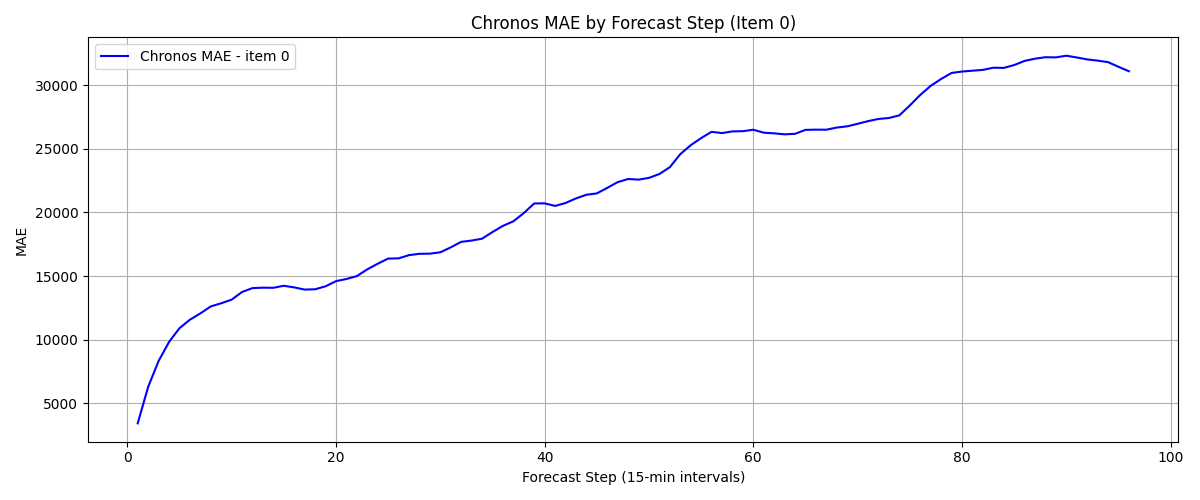 Chronos MAE by Forecast Step (Item 0)
Chronos MAE - item 0
MAE
30000
25000
20000
15000
10000
5000
0 20 40 60 80 100
Forecast Step (15-min intervals)